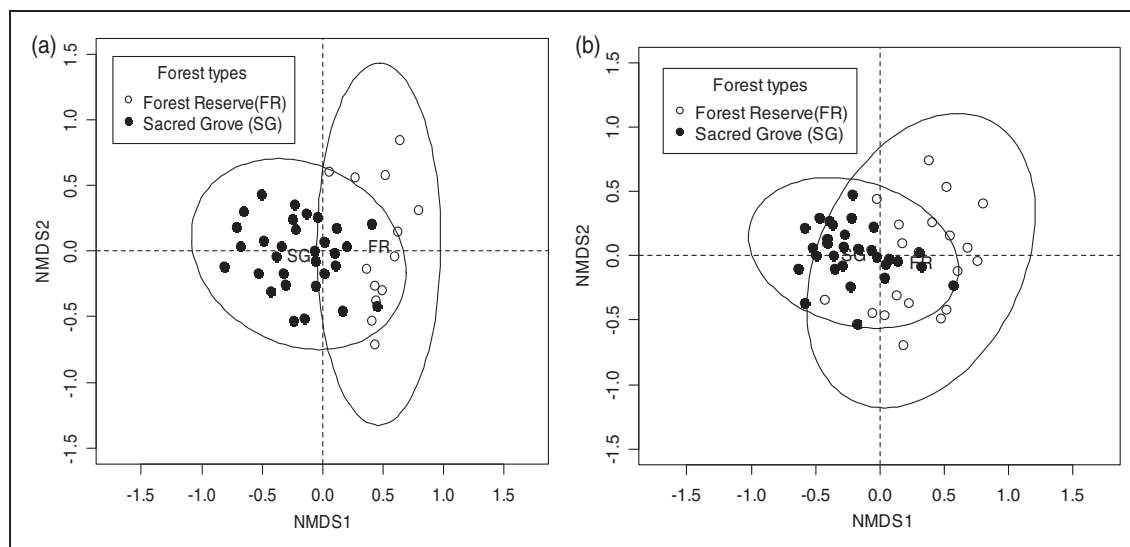 (a)
Forest types
Forest Reserve(FR)
Sacred Grove (SG)
SG
FR
NMDS2
1.5
1.0
0.5
0.0
-0.5
-1.0
-1.5
-1.5 -1.0 -0.5 0.0 0.5 1.0 1.5
NMDS1
(b)
Forest types
Forest Reserve(FR)
Sacred Grove (SG)
SG
FR
NMDS2
1.5
1.0
0.5
0.0
-0.5
-1.0
-1.5
-1.5 -1.0 -0.5 0.0 0.5 1.0 1.5
NMDS1